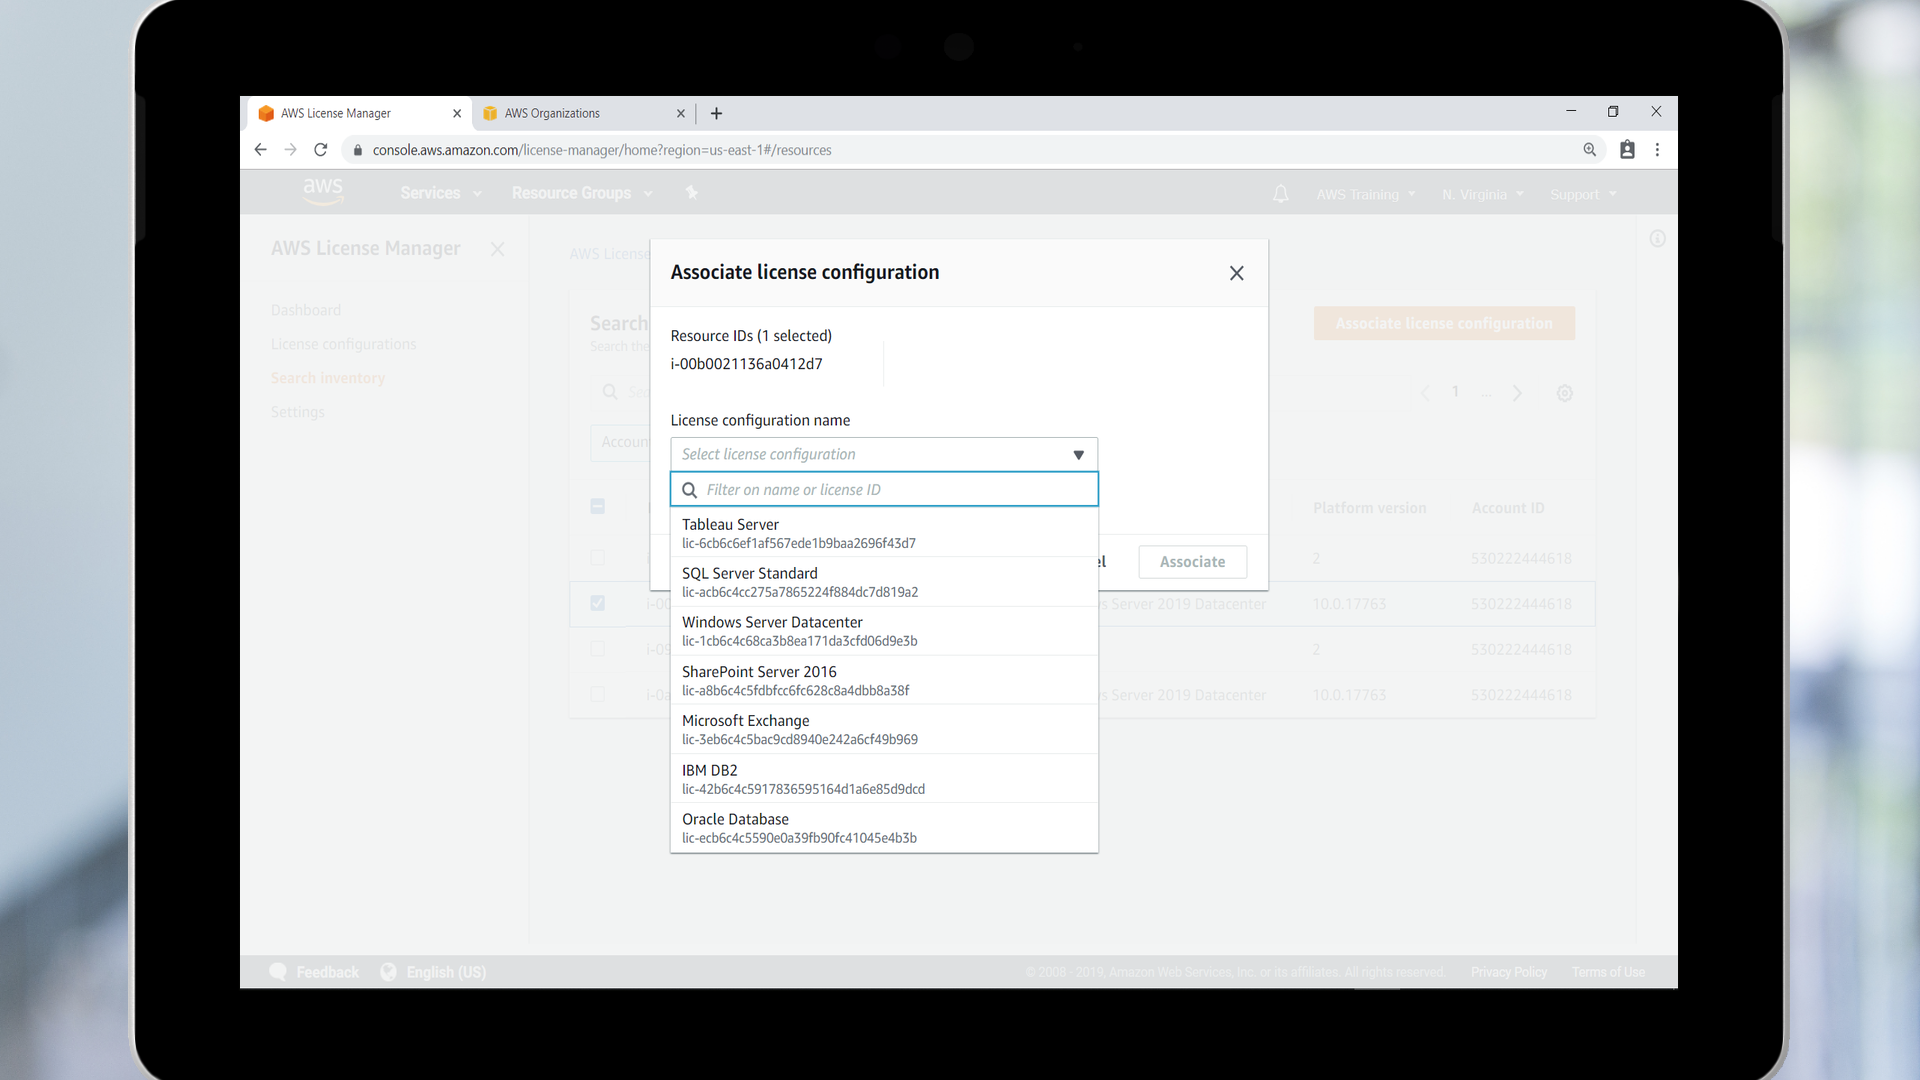 AWS License Manager
AWS Organizations
console.aws.amazon.com/license-manager/home?region=us-east-1#/resources
aws
Services
Resource Groups
AWS Training
N. Virginia
Support
AWS License Manager
Dashboard
License configurations
Search inventory
Settings
AWS License
Search
Search the
Associate license configuration
1
...
Account
Platform version
Account ID
2
530222444618
i-00
s Server 2019 Datacenter
10.0.17763
530222444618
i-09
2
530222444618
i-0a
s Server 2019 Datacenter
10.0.17763
530222444618
Associate license configuration
Resource IDs (1 selected)
i-00b0021136a0412d7
License configuration name
Select license configuration
Filter on name or license ID
Tableau Server
lic-6cb6c6ef1af567ede1b9baa2696f43d7
SQL Server Standard
lic-acb6c4cc275a7865224f884dc7d819a2
Windows Server Datacenter
lic-1cb6c4c68ca3b8ea171da3cfd06d9e3b
SharePoint Server 2016
lic-a8b6c4c5fdbfcc6fc628c8a4dbb8a38f
Microsoft Exchange
lic-3eb6c4c5bac9cd8940e242a6cf49b969
IBM DB2
lic-42b6c4c5917836595164d1a6e85d9dcd
Oracle Database
lic-ecb6c4c5590e0a39fb90fc41045e4b3b
el
Associate
Feedback
English (US)
© 2008 - 2019, Amazon Web Services, Inc. or its affiliates. All rights reserved.
Privacy Policy
Terms of Use